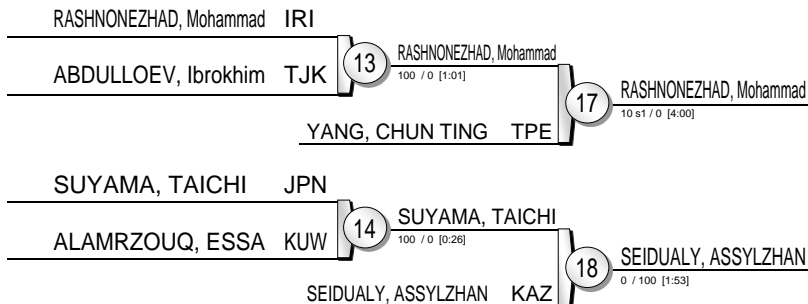 RASHNONEZHAD, Mohammad IRI
ABDULLOEV, Ibrokhim TJK
13
RASHNONEZHAD, Mohammad
100 / 0 [1:01]
YANG, CHUN TING TPE
17
RASHNONEZHAD, Mohammad
10 s1 / 0 [4:00]
SUYAMA, TAICHI JPN
ALAMRZOUQ, ESSA KUW
14
SUYAMA, TAICHI
100 / 0 [0:26]
SEIDUALY, ASSYLZHAN KAZ
18
SEIDUALY, ASSYLZHAN
0 / 100 [1:53]